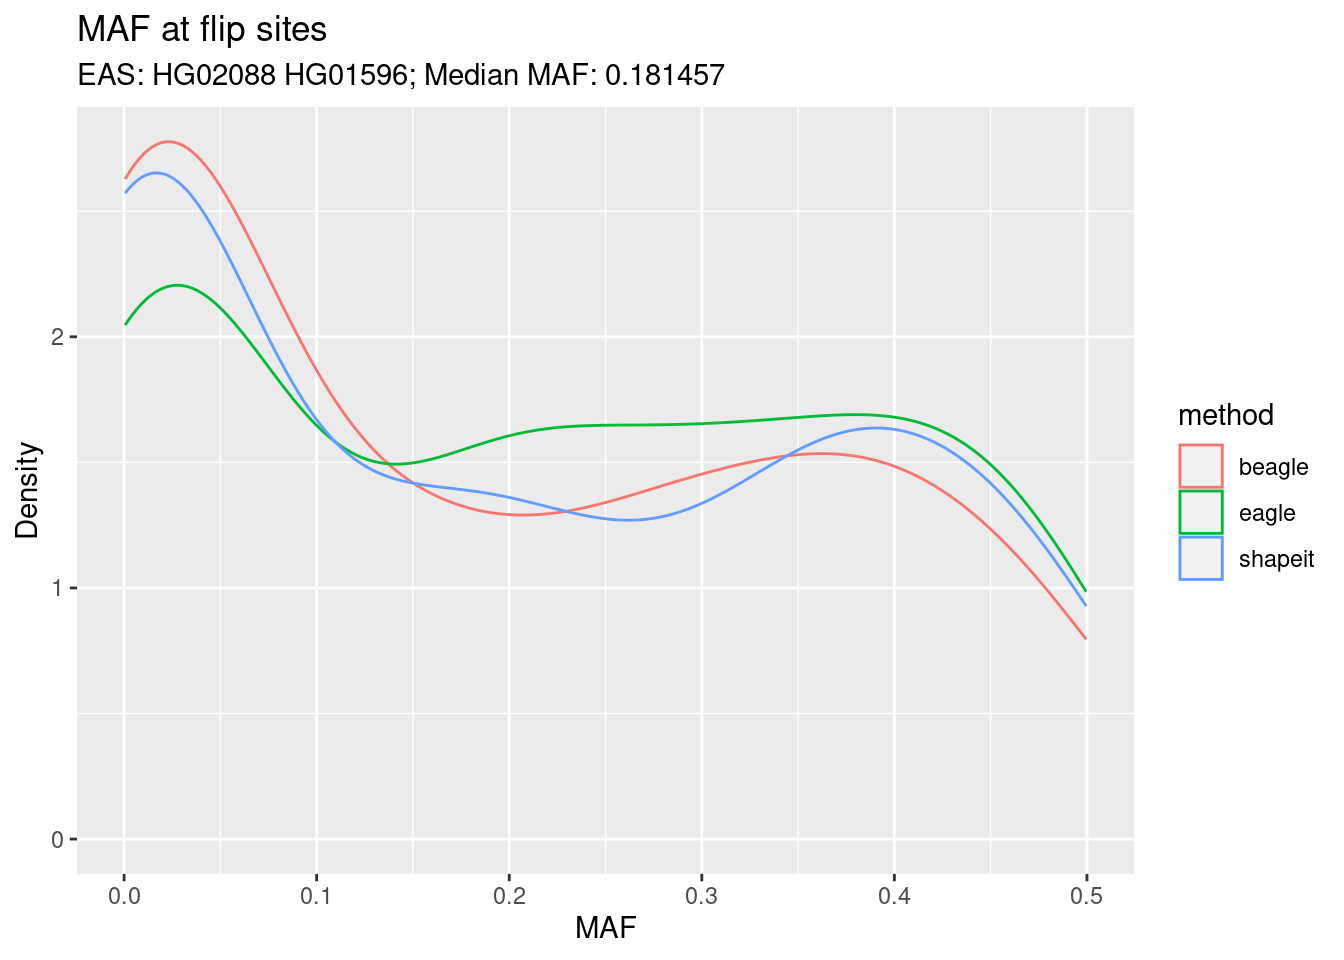 MAF at flip sites
EAS: HG02088 HG01596; Median MAF: 0.181457
Density
2
1
0
0.0
0.1
0.2
0.3
0.4
0.5
MAF
method
beagle
eagle
shapeit